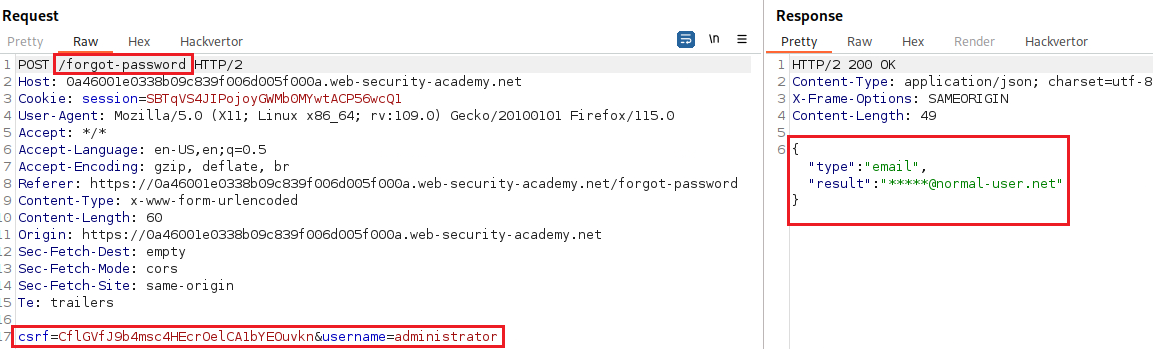 Request
Pretty Raw Hex Hackvertor \n
1 POST /forgot-password HTTP/2
2 Host: 0a46001e0338b09c839f006d005f000a.web-security-academy.net
3 Cookie: session=SBTqVS4JIPojoyGWMb0MYwtACP56wcQ1
4 User-Agent: Mozilla/5.0 (X11; Linux x86_64; rv:109.0) Gecko/20100101 Firefox/115.0
5 Accept: */*
6 Accept-Language: en-US,en;q=0.5
7 Accept-Encoding: gzip, deflate, br
8 Referer: https://0a46001e0338b09c839f006d005f000a.web-security-academy.net/forgot-password
9 Content-Type: x-www-form-urlencoded
10 Content-Length: 60
11 Origin: https://0a46001e0338b09c839f006d005f000a.web-security-academy.net
12 Sec-Fetch-Dest: empty
13 Sec-Fetch-Mode: cors
14 Sec-Fetch-Site: same-origin
15 Te: trailers
16
17 csrf=CflGVfJ9b4msc4HEcrOelCA1bYEOuvkn&username=administrator
Response
Pretty Raw Hex Render Hackvertor
1 HTTP/2 200 OK
2 Content-Type: application/json; charset=utf-8
3 X-Frame-Options: SAMEORIGIN
4 Content-Length: 49
5
6 {
"type":"email",
"result":"*****@normal-user.net"
}